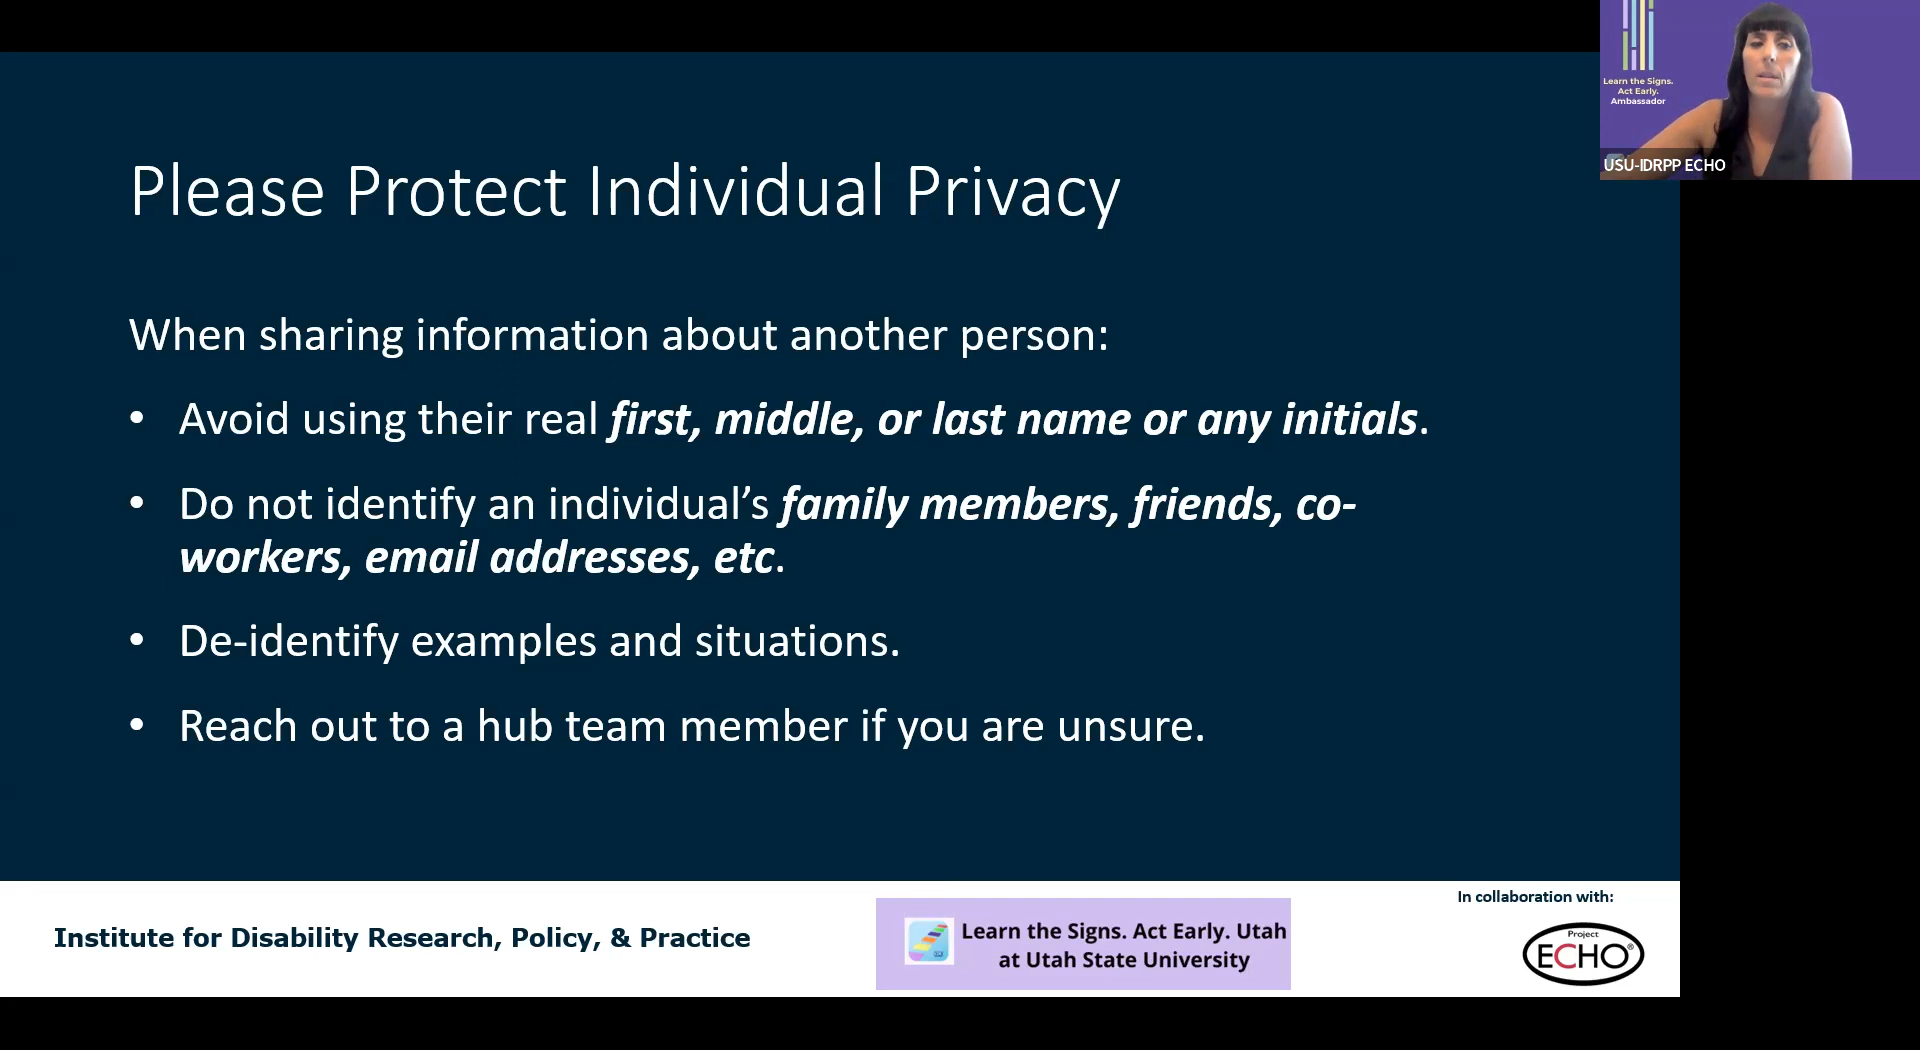 Learn the Signs.
Act Early.
Ambassador
USU-IDRPP ECHO
Please Protect Individual Privacy
When sharing information about another person:
• Avoid using their real first, middle, or last name or any initials.
• Do not identify an individual’s family members, friends, co-
workers, email addresses, etc.
• De-identify examples and situations.
• Reach out to a hub team member if you are unsure.
Institute for Disability Research, Policy, & Practice
Learn the Signs. Act Early. Utah
at Utah State University
In collaboration with:
Project
ECHO®